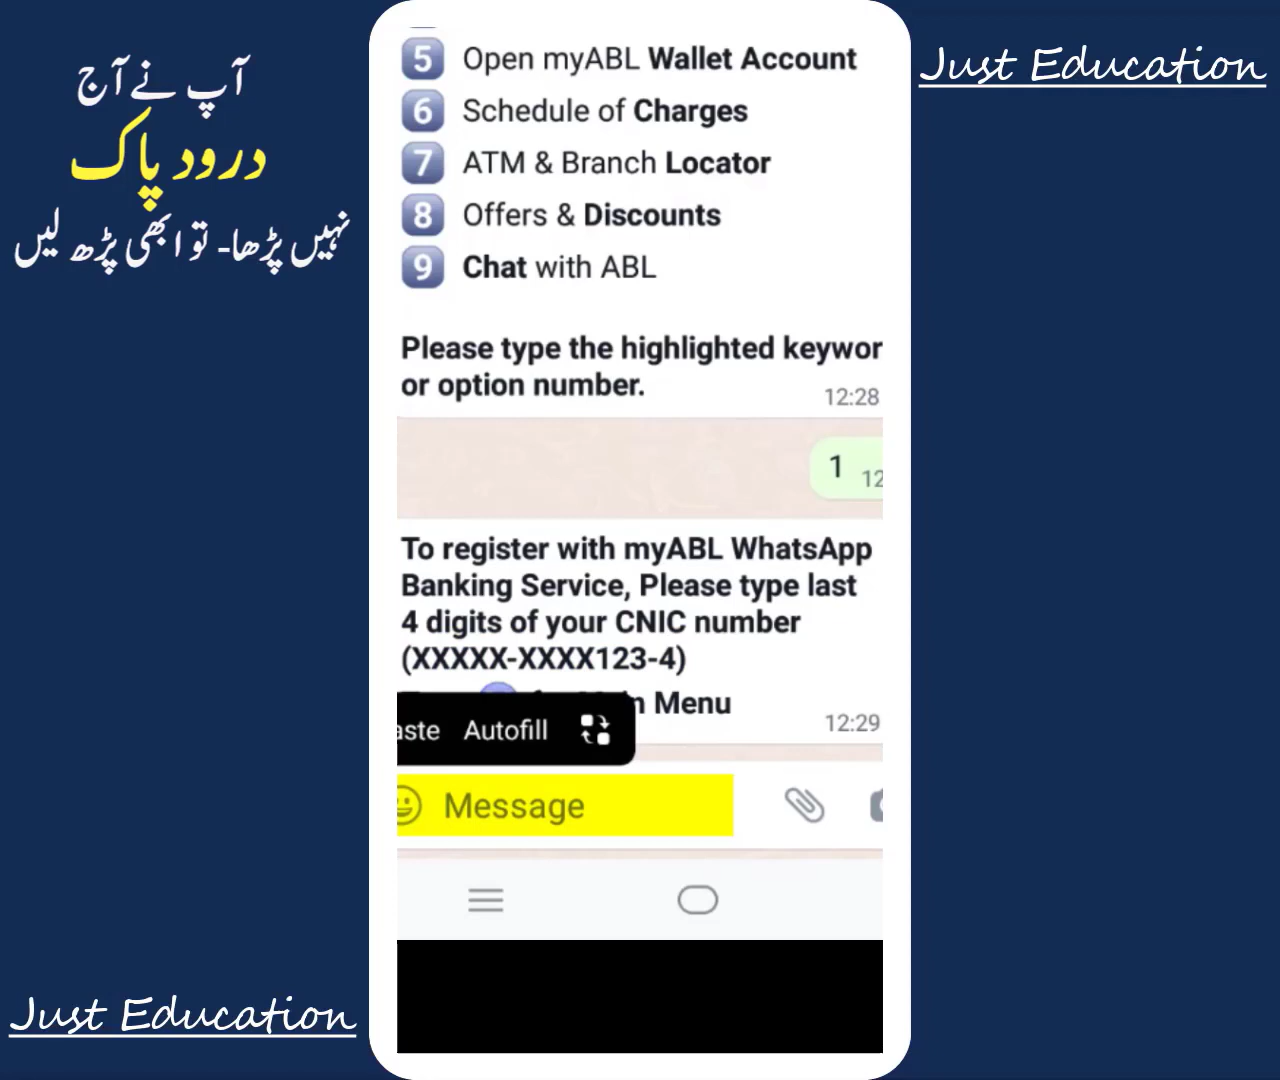 آپ نے آج
درود پاک
نہیں پڑھا- تو ابھی پڑھ لیں
Just Education
5 Open myABL Wallet Account
6 Schedule of Charges
7 ATM & Branch Locator
8 Offers & Discounts
9 Chat with ABL
Please type the highlighted keywor
or option number.
12:28
1 12
To register with myABL WhatsApp
Banking Service, Please type last
4 digits of your CNIC number
(XXXXX-XXXX123-4)
Menu
12:29
aste Autofill
Message
Just Education